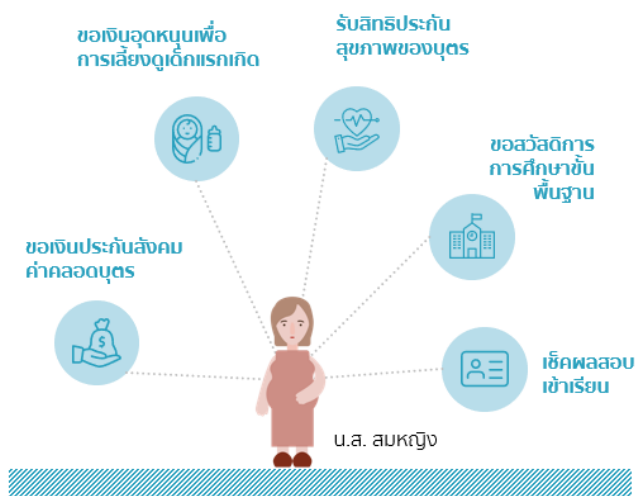 ขอเงินอุดหนุนเพื่อ
การเลี้ยงดูเด็กแรกเกิด
รับสิทธิประกัน
สุขภาพของบุตร
ขอสวัสดิการ
การศึกษาขั้น
พื้นฐาน
ขอเงินประกันสังคม
ค่าคลอดบุตร
$
เช็คผลสอบ
เข้าเรียน
น.ส. สมหญิง